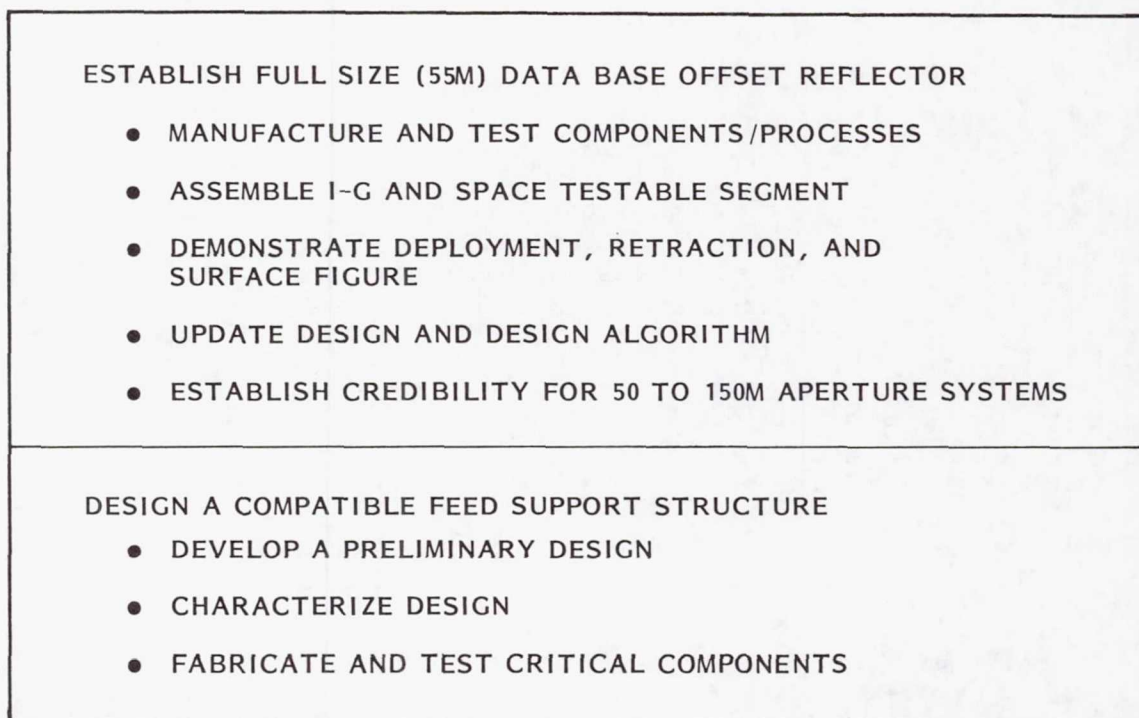 ESTABLISH FULL SIZE (55M) DATA BASE OFFSET REFLECTOR
● MANUFACTURE AND TEST COMPONENTS/PROCESSES
● ASSEMBLE I~G AND SPACE TESTABLE SEGMENT
● DEMONSTRATE DEPLOYMENT, RETRACTION, AND
SURFACE FIGURE
● UPDATE DESIGN AND DESIGN ALGORITHM
● ESTABLISH CREDIBILITY FOR 50 TO 150M APERTURE SYSTEMS
DESIGN A COMPATIBLE FEED SUPPORT STRUCTURE
● DEVELOP A PRELIMINARY DESIGN
● CHARACTERIZE DESIGN
● FABRICATE AND TEST CRITICAL COMPONENTS